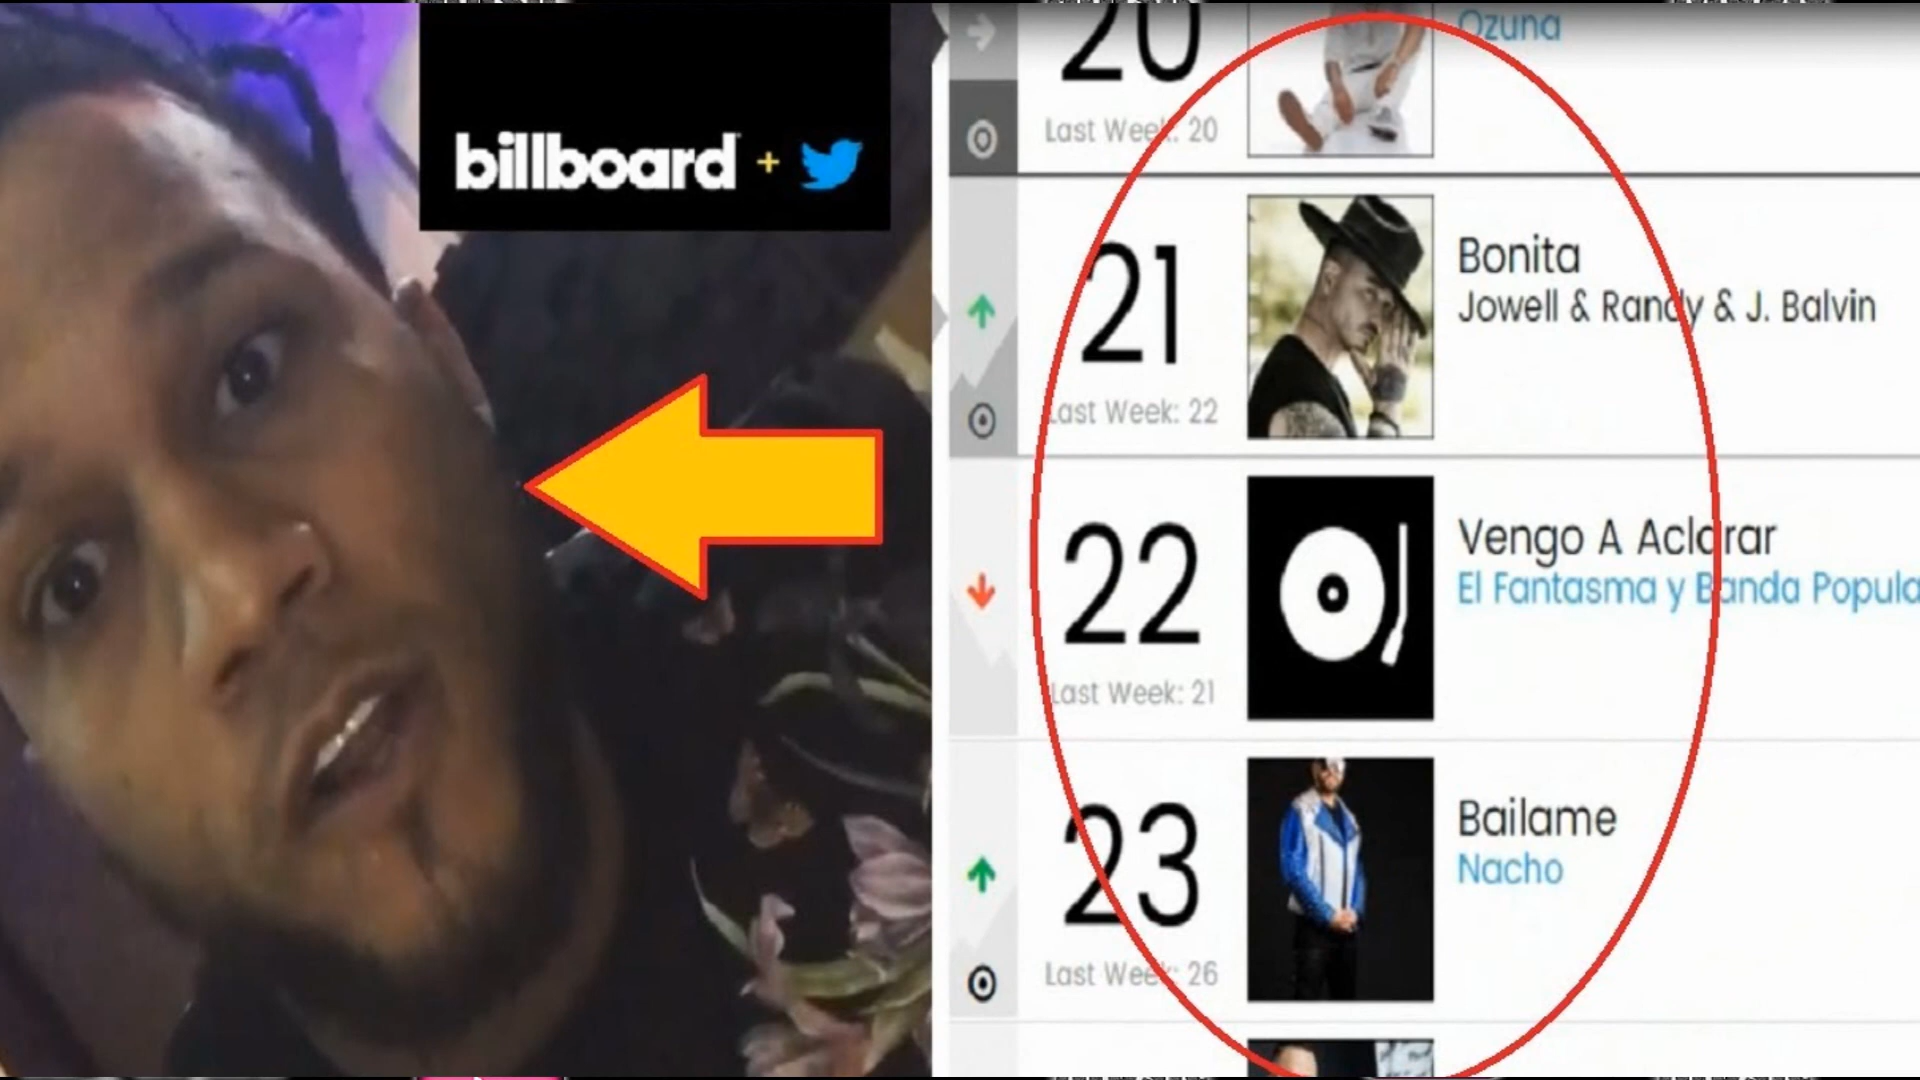 billboard +
20
Ozuna
Last Week: 20
21
Bonita
Jowell & Randy & J. Balvin
Last Week: 22
22
Vengo A Aclarar
El Fantasma y Banda Popula
Last Week: 21
23
Bailame
Nacho
Last Week: 26